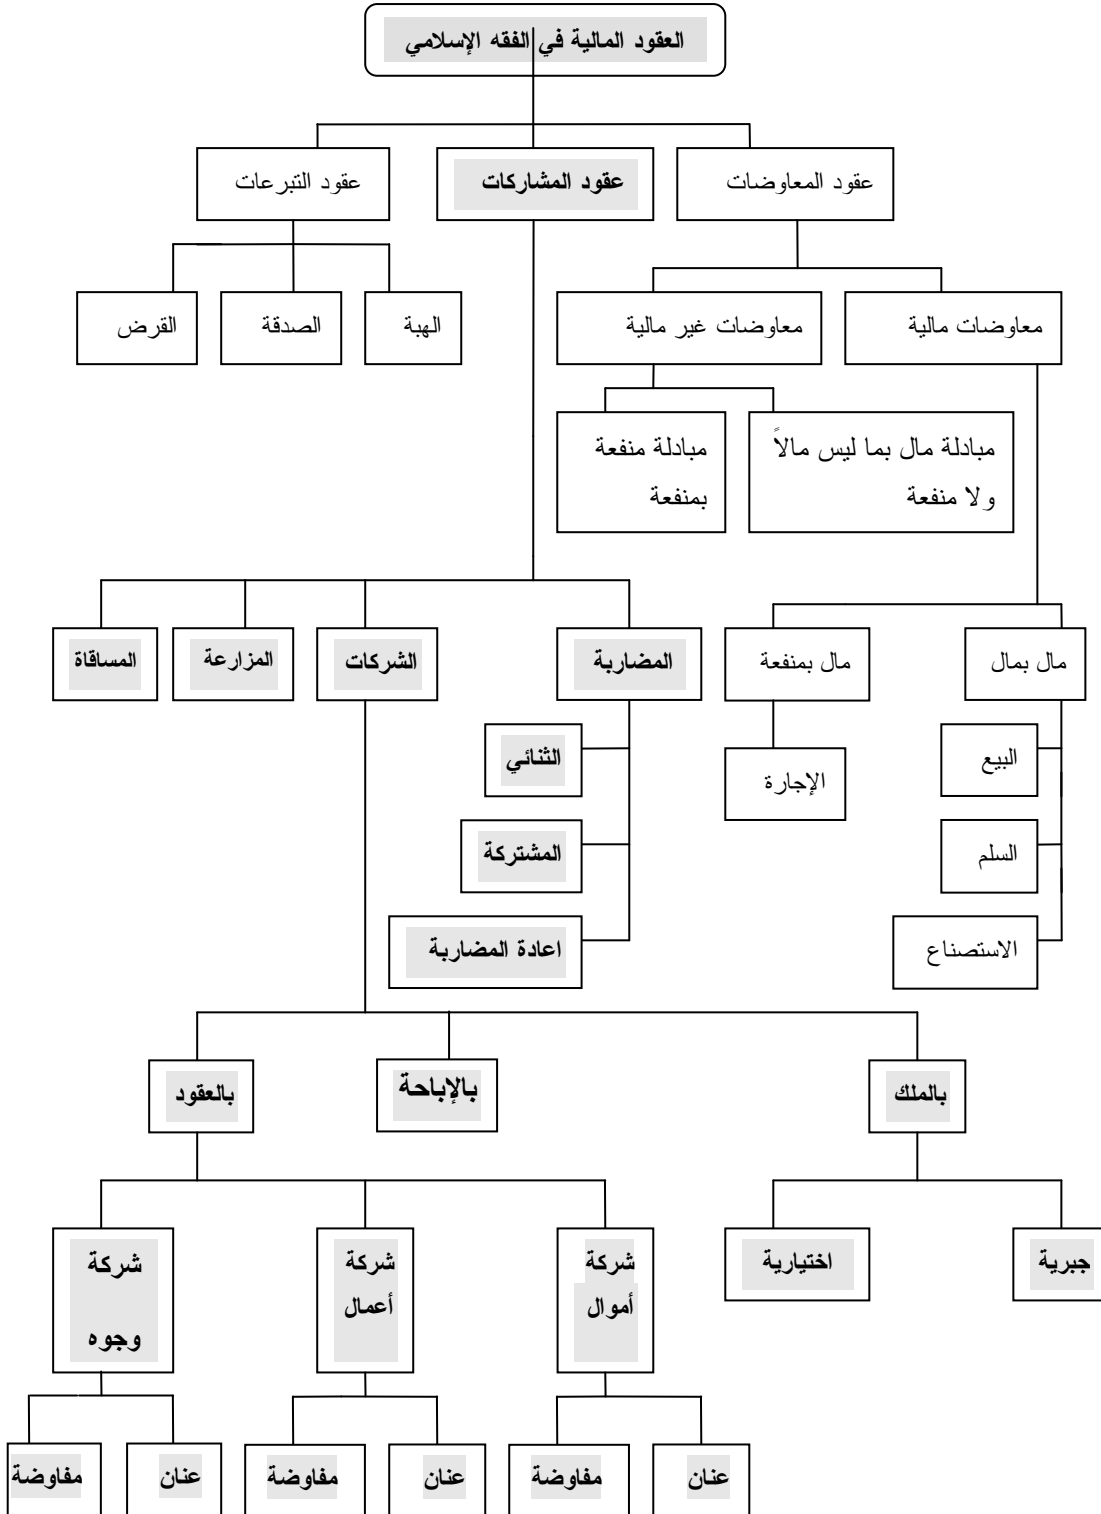 العقود المالية في الفقه الإسلامي
عقود المعاوضات
عقود المشاركات
عقود التبرعات
معاوضات مالية
معاوضات غير مالية
الهبة
الصدقة
القرض
مبادلة مال بما ليس مالاً
ولا منفعة
مبادلة منفعة
بمنفعة
مال بمال
مال بمنفعة
المضاربة
الشركات
المزارعة
المساقاة
البيع
السلم
الاستصناع
الإجارة
الثنائي
المشتركة
اعادة المضاربة
بالملك
بالإباحة
بالعقود
جبرية
اختيارية
شركة
أموال
شركة
أعمال
شركة
وجوه
عنان
مفاوضة
عنان
مفاوضة
عنان
مفاوضة